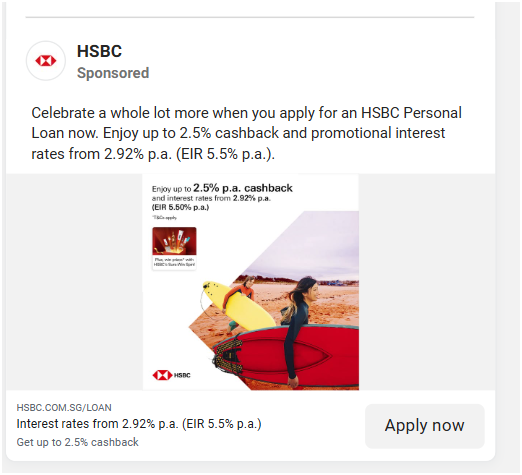 HSBC
Sponsored
Celebrate a whole lot more when you apply for an HSBC Personal
Loan now. Enjoy up to 2.5% cashback and promotional interest
rates from 2.92% p.a. (EIR 5.5% p.a.).
Enjoy up to 2.5% p.a. cashback
and interest rates from 2.92% p.a.
(EIR 5.50% p.a.)
*T&Cs apply.
Plus, win prizes* with
HSBC's Sure-Win Spin!
HSBC
HSBC.COM.SG/LOAN
Interest rates from 2.92% p.a. (EIR 5.5% p.a.)
Get up to 2.5% cashback
Apply now